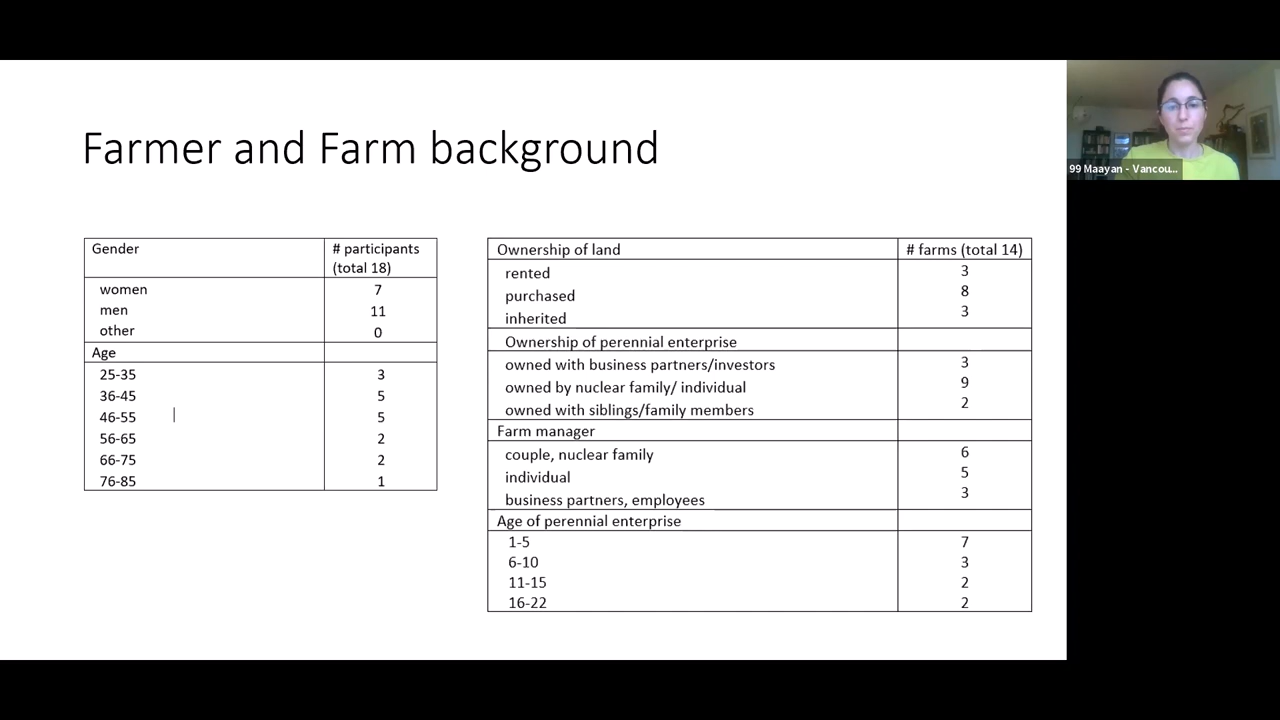 Farmer and Farm background
Gender # participants
(total 18)
women 7
men 11
other 0
Age
25-35 3
36-45 5
46-55 5
56-65 2
66-75 2
76-85 1
Ownership of land # farms (total 14)
rented 3
purchased 8
inherited 3
Ownership of perennial enterprise
owned with business partners/investors 3
owned by nuclear family/ individual 9
owned with siblings/family members 2
Farm manager
couple, nuclear family 6
individual 5
business partners, employees 3
Age of perennial enterprise
1-5 7
6-10 3
11-15 2
16-22 2
99 Maayan - Vancou...